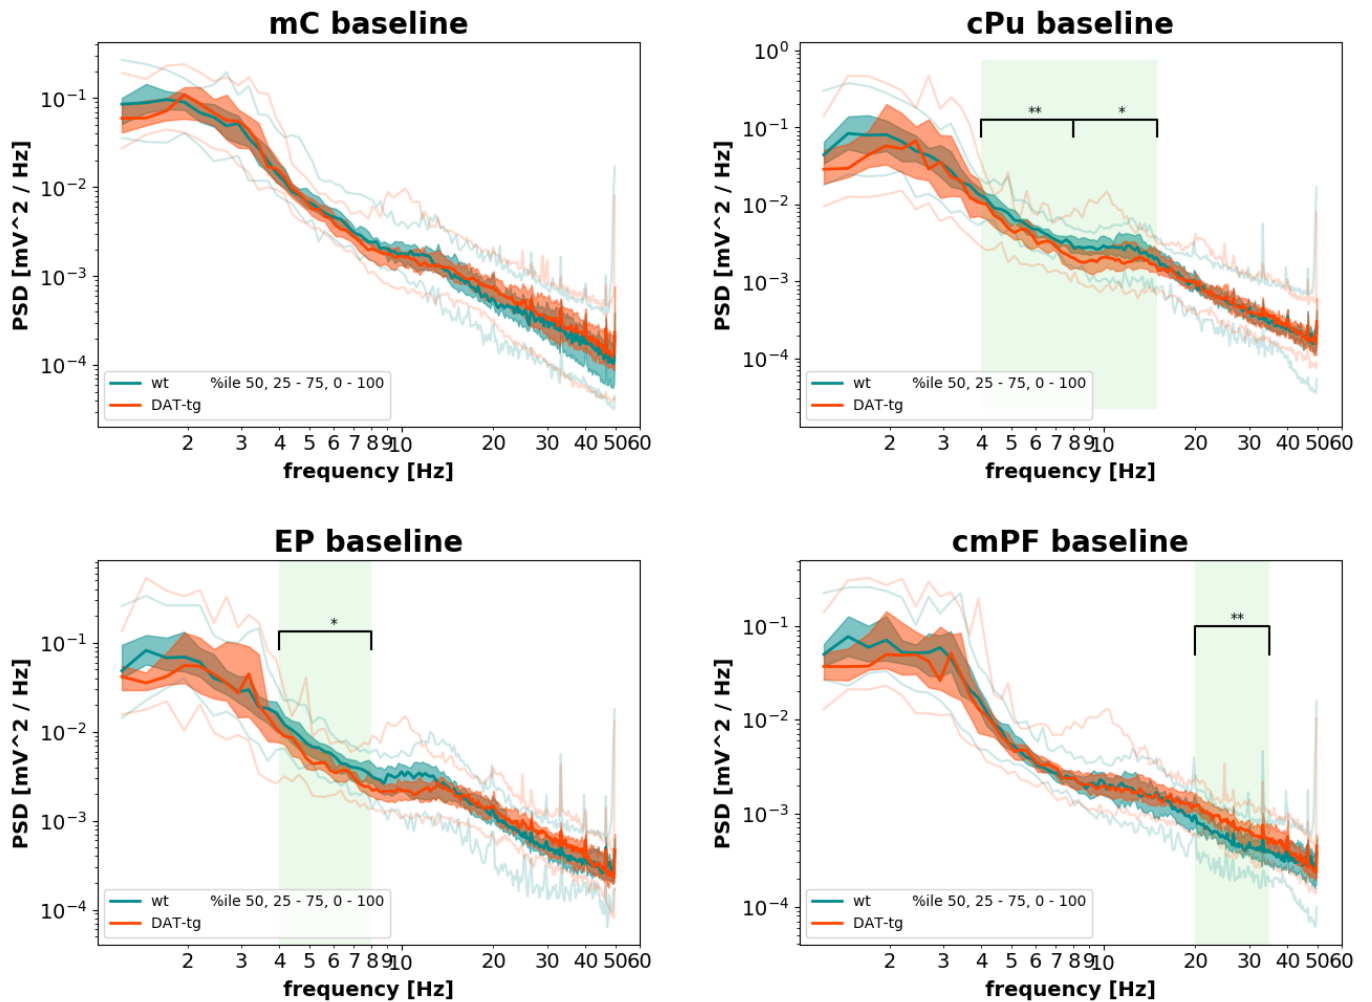 mC baseline
PSD [mV^2 / Hz]
10^-1
10^-2
10^-3
10^-4
wt %ile 50, 25 - 75, 0 - 100
DAT-tg
2 3 4 5 6 7 8 9 10 20 30 40 50 60
frequency [Hz]
cPu baseline
PSD [mV^2 / Hz]
10^0
10^-1
10^-2
10^-3
10^-4
** *
wt %ile 50, 25 - 75, 0 - 100
DAT-tg
2 3 4 5 6 7 8 9 10 20 30 40 50 60
frequency [Hz]
EP baseline
PSD [mV^2 / Hz]
10^-1
10^-2
10^-3
10^-4
*
wt %ile 50, 25 - 75, 0 - 100
DAT-tg
2 3 4 5 6 7 8 9 10 20 30 40 50 60
frequency [Hz]
cmPF baseline
PSD [mV^2 / Hz]
10^-1
10^-2
10^-3
10^-4
**
wt %ile 50, 25 - 75, 0 - 100
DAT-tg
2 3 4 5 6 7 8 9 10 20 30 40 50 60
frequency [Hz]